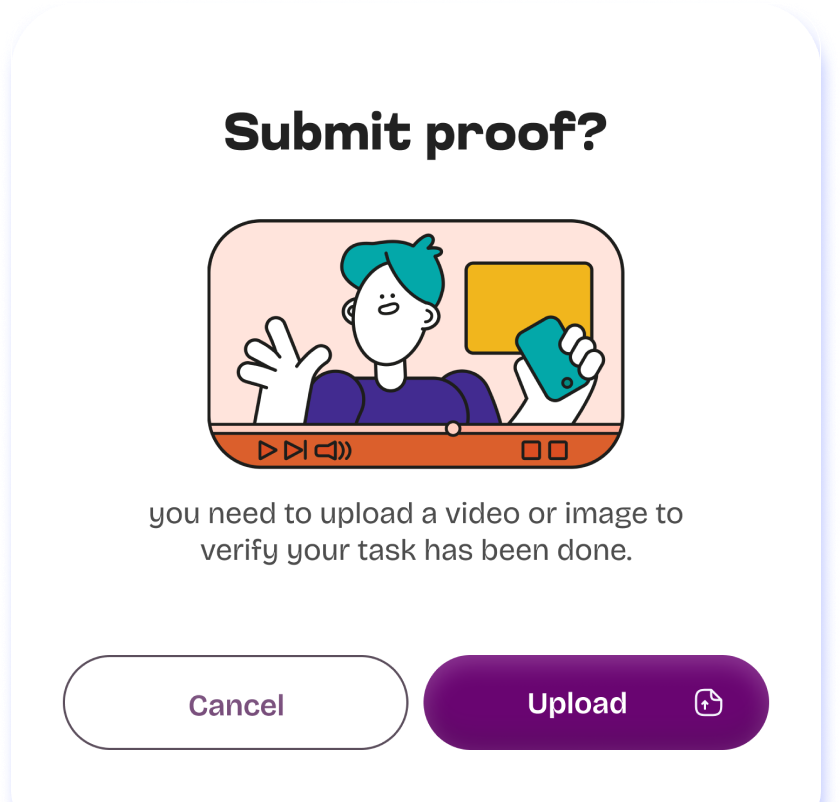 Submit proof?
you need to upload a video or image to
verify your task has been done.
Cancel
Upload